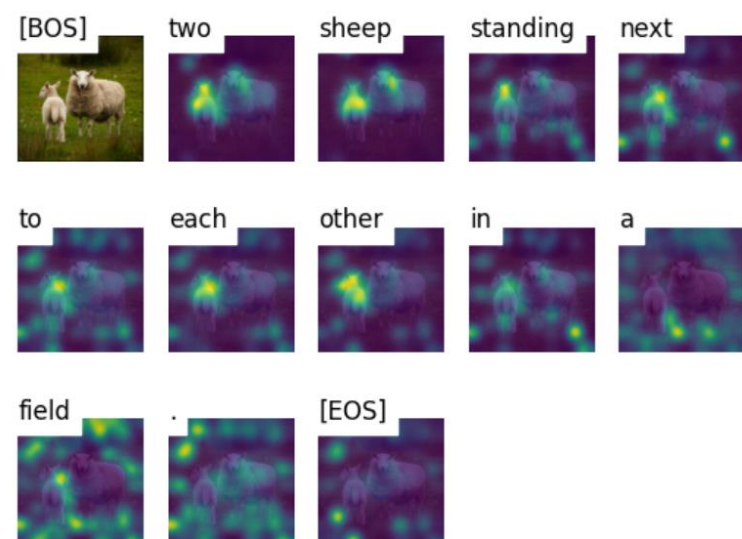 [BOS] two sheep standing next
to each other in a
field . [EOS]